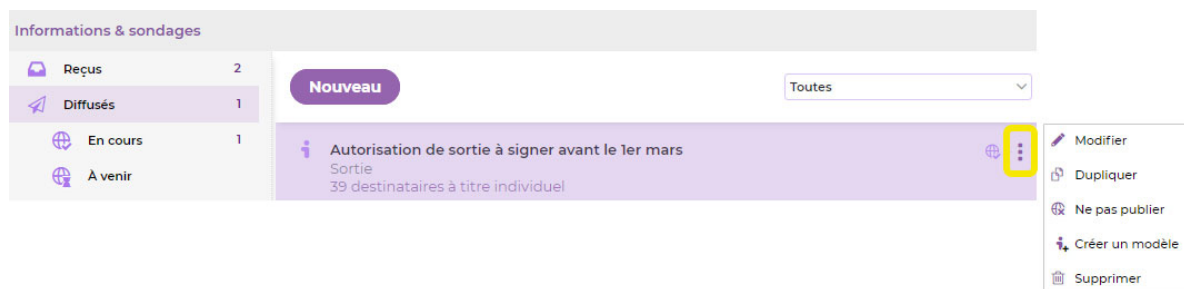 Informations & sondages
Reçus 2
Diffusés 1
En cours 1
À venir
Nouveau
Toutes
Autorisation de sortie à signer avant le 1er mars
Sortie
39 destinataires à titre individuel
Modifier
Dupliquer
Ne pas publier
Créer un modèle
Supprimer